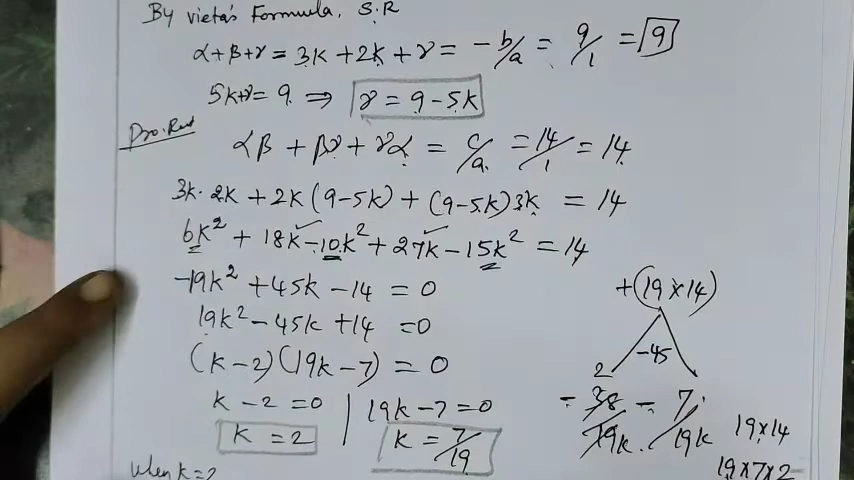 By vieta's Formula, S.R
α+β+γ = 3k + 2k + γ = -b/a = 9/1 = 9
5k+γ = 9 ⇒ γ = 9-5k
αβ + βγ + γα = c/a = 14/1 = 14
3k. 2k + 2k(9-5k) + (9-5k)3k = 14
6k² + 18k -10k² + 27k - 15k² = 14
-19k² + 45k - 14 = 0
+(19×14)
19k² - 45k + 14 = 0
-45
(k-2)(19k-7) = 0
2
k-2 = 0 | 19k-7 = 0
- 38/19k - 7/19k
19×14
k = 2
k = 7/19
19×7×2
when k=2